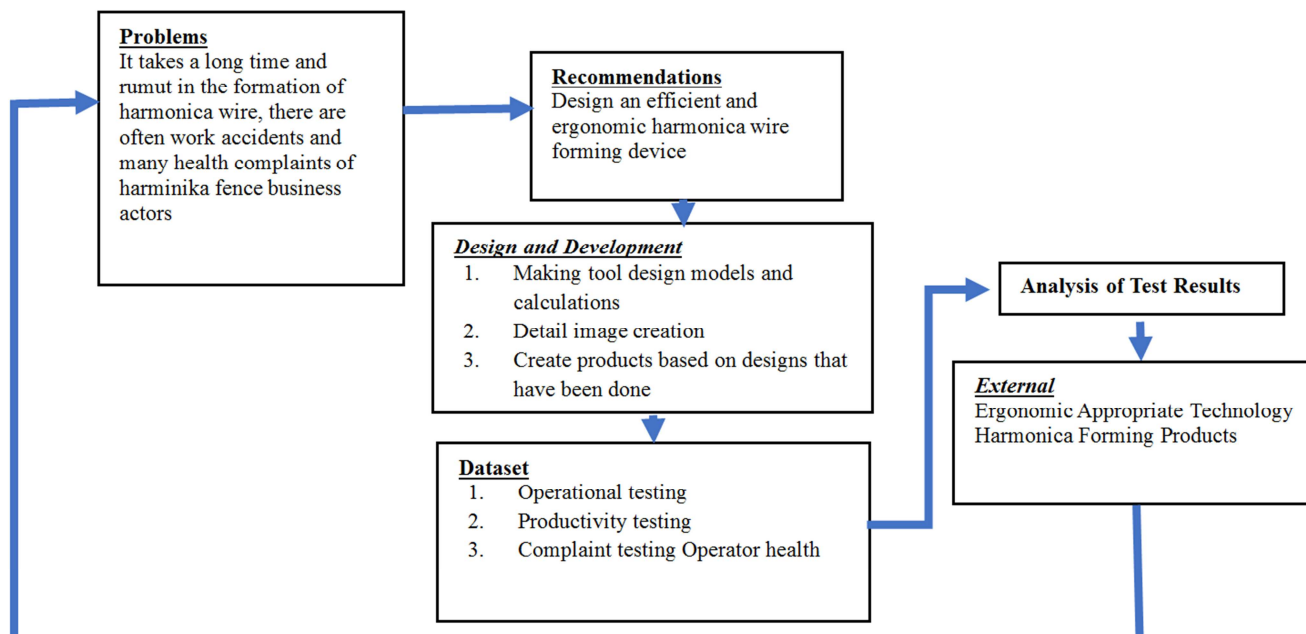 Problems
It takes a long time and
rumut in the formation of
harmonica wire, there are
often work accidents and
many health complaints of
harminika fence business
actors
Recommendations
Design an efficient and
ergonomic harmonica wire
forming device
Design and Development
1. Making tool design models and
calculations
2. Detail image creation
3. Create products based on designs that
have been done
Dataset
1. Operational testing
2. Productivity testing
3. Complaint testing Operator health
Analysis of Test Results
External
Ergonomic Appropriate Technology
Harmonica Forming Products